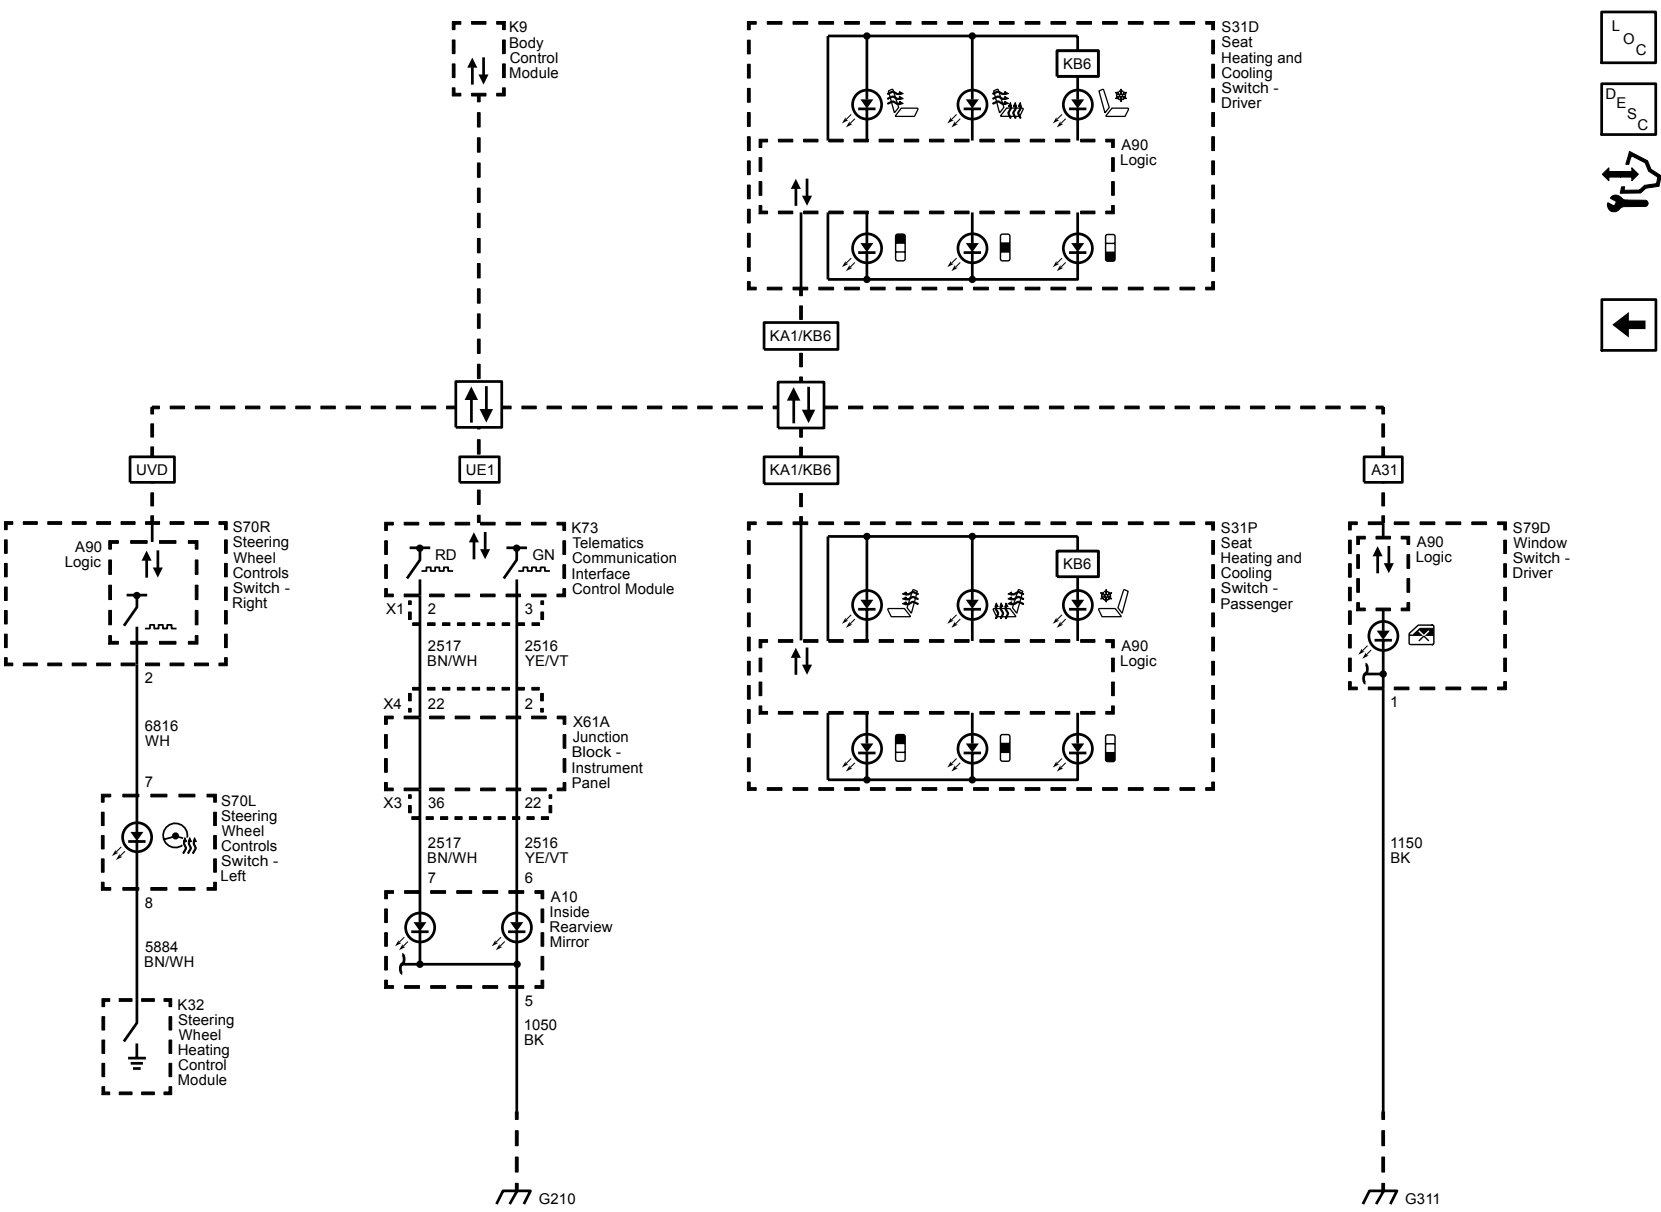 K9
Body
Control
Module
S31D
Seat
Heating and
Cooling
Switch -
Driver
KB6
A90
Logic
L
O
C
D
E
S
C
KA1/KB6
UVD
UE1
KA1/KB6
A31
S70R
Steering
Wheel
Controls
Switch -
Right
A90
Logic
2
6816
WH
7
S70L
Steering
Wheel
Controls
Switch -
Left
8
5884
BN/WH
K32
Steering
Wheel
Heating
Control
Module
K73
Telematics
Communication
Interface
Control Module
RD
GN
X1
2
3
2517
BN/WH
2516
YE/VT
X4
22
2
X61A
Junction
Block -
Instrument
Panel
X3
36
22
2517
BN/WH
2516
YE/VT
7
6
A10
Inside
Rearview
Mirror
5
1050
BK
G210
S31P
Seat
Heating and
Cooling
Switch -
Passenger
KB6
A90
Logic
S79D
Window
Switch -
Driver
A90
Logic
1
1150
BK
G311